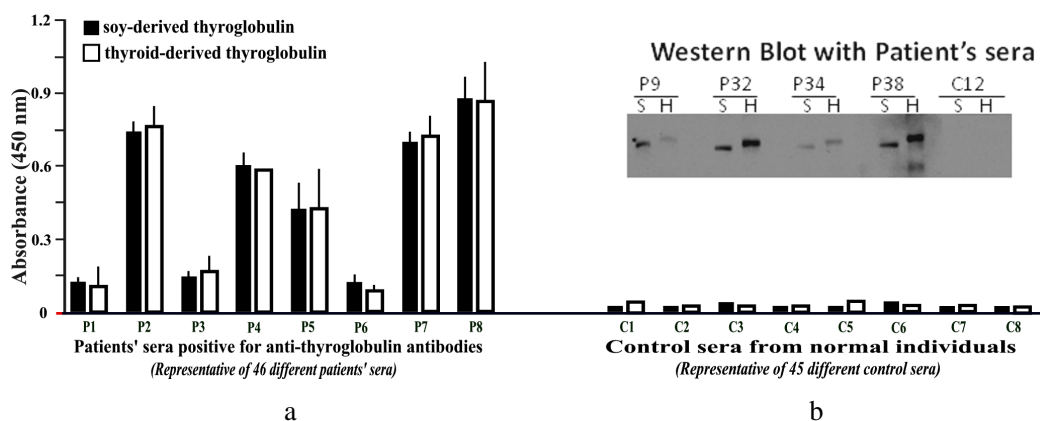 1.2
0.9
0.6
0.3
0
Absorbance (450 nm)
soy-derived thyroglobulin
thyroid-derived thyroglobulin
P1 P2 P3 P4 P5 P6 P7 P8
Patients' sera positive for anti-thyroglobulin antibodies
(Representative of 46 different patients' sera)
a
Western Blot with Patient's sera
P9 P32 P34 P38 C12
S H S H S H S H S H
C1 C2 C3 C4 C5 C6 C7 C8
Control sera from normal individuals
(Representative of 45 different control sera)
b